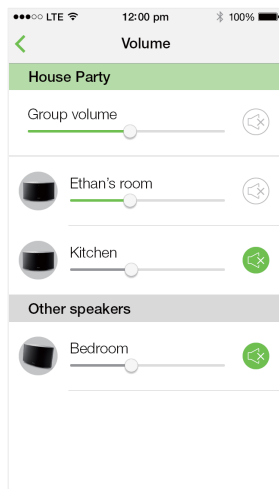 LTE 12:00 pm 100%
Volume
House Party
Group volume
Ethan's room
Kitchen
Other speakers
Bedroom